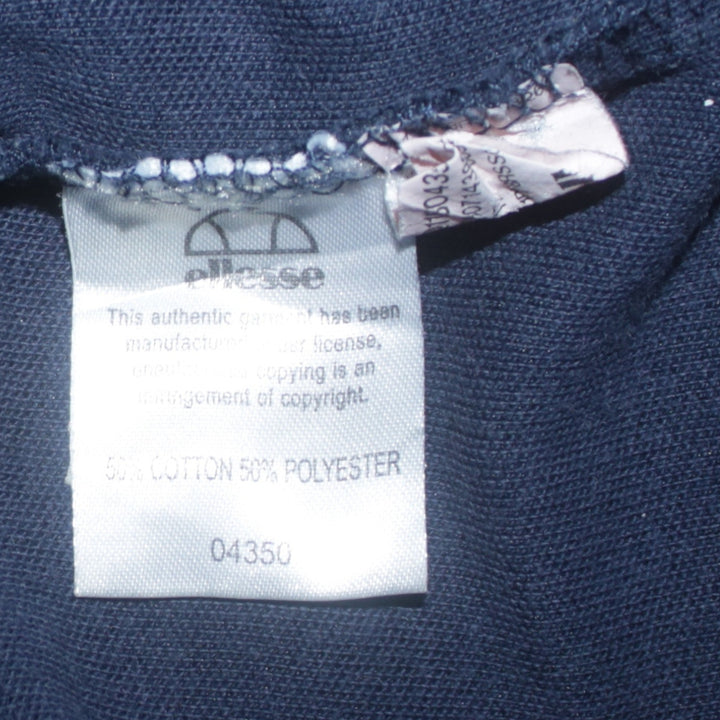 ellesse
This authentic garment has been
manufactured under license,
copying is an
infringement of copyright.
50% COTTON 50% POLYESTER
04350